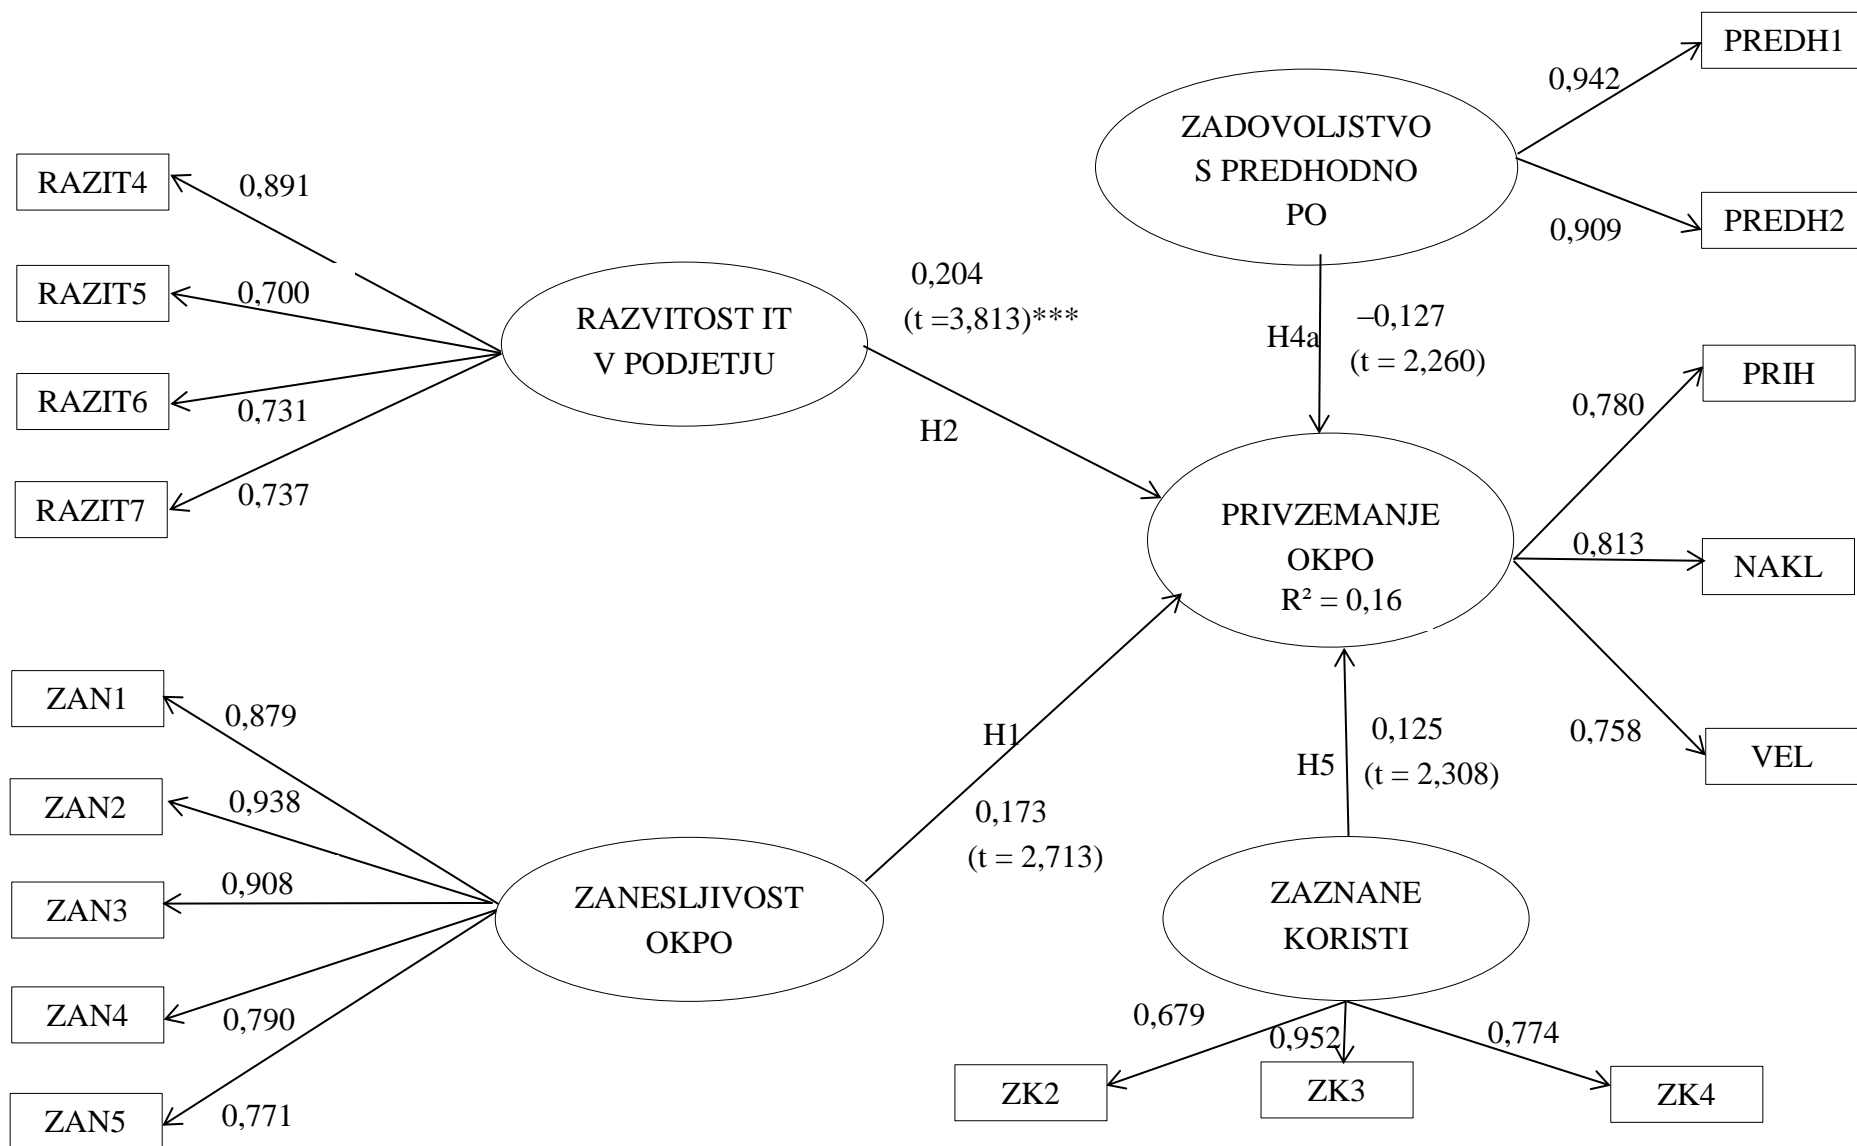 PREDH1
0,942
ZADOVOLJSTVO
S PREDHODNO
PO
PREDH2
0,909
RAZIT4
0,891
RAZIT5
0,700
RAZIT6
0,731
RAZIT7
0,737
RAZVITOST IT
V PODJETJU
0,204
(t =3,813)***
H2
H4a
–0,127
(t = 2,260)
PRIH
0,780
PRIVZEMANJE
OKPO
R² = 0,16
0,813
NAKL
0,758
VEL
ZAN1
0,879
ZAN2
0,938
ZAN3
0,908
ZAN4
0,790
ZAN5
0,771
ZANESLJIVOST
OKPO
H1
0,173
(t = 2,713)
H5
0,125
(t = 2,308)
ZAZNANE
KORISTI
0,679
0,952
0,774
ZK2
ZK3
ZK4